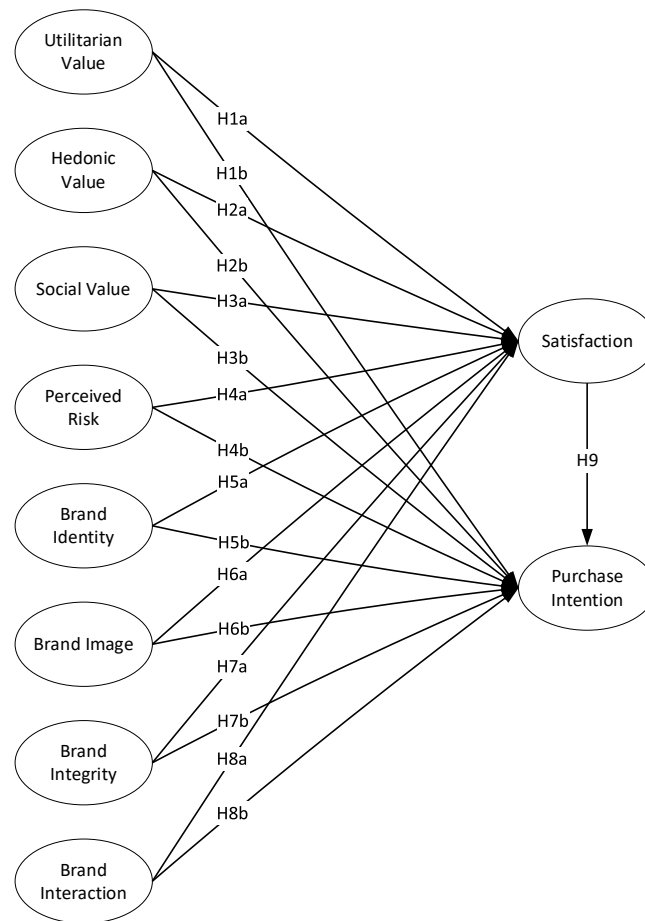 Utilitarian
Value
H1a
H1b
Hedonic
Value
H2a
H2b
Social Value
H3a
H3b
Satisfaction
Perceived
Risk
H4a
H4b
H9
Brand
Identity
H5a
H5b
Purchase
Intention
H6a
Brand Image
H6b
H7a
Brand
Integrity
H7b
H8a
H8b
Brand
Interaction